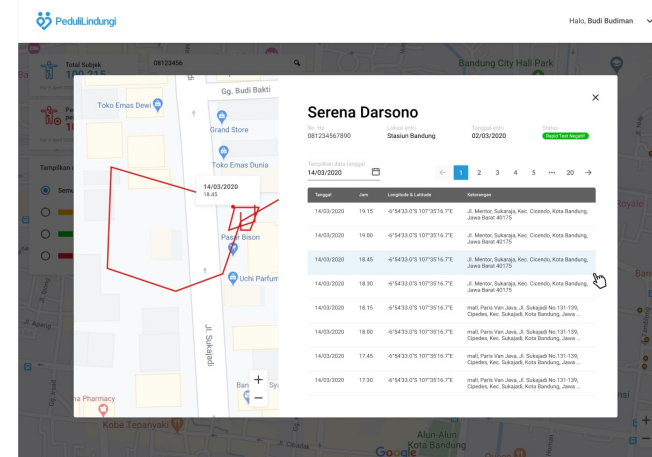 PeduliLindungi
Halo, Budi Budiman
Total Subjek
08123456
Bandung City Hall Park
Gg. Budi Bakti
Toko Emas Dewi
Grand Store
Toko Emas Dunia
14/03/2020
18.45
Pasar Bison
Uchi Parfum
Jl. Sukajadi
na Pharmacy
Koba Tepanyaki
Jl. Cibadak
Alun-Alun
Kota Bandung
Google
Serena Darsono
No. Hp
Lokasi entri
Tanggal entri
Status
081234567890
Stasiun Bandung
02/03/2020
Rapid Test Negatif
Tampilkan data tanggal
14/03/2020
← 1 2 3 4 5 ••• 20 →
Tanggal Jam Longitude & Latitude Keterangan
14/03/2020 19.15 -6°54'33.0"S 107°35'16.7"E Jl. Mentor, Sukaraja, Kec. Cicendo, Kota Bandung,
Jawa Barat 40175
14/03/2020 19.00 -6°54'33.0"S 107°35'16.7"E Jl. Mentor, Sukaraja, Kec. Cicendo, Kota Bandung,
Jawa Barat 40175
14/03/2020 18.45 -6°54'33.0"S 107°35'16.7"E Jl. Mentor, Sukaraja, Kec. Cicendo, Kota Bandung,
Jawa Barat 40175
14/03/2020 18.30 -6°54'33.0"S 107°35'16.7"E Jl. Mentor, Sukaraja, Kec. Cicendo, Kota Bandung,
Jawa Barat 40175
14/03/2020 18.15 -6°54'33.0"S 107°35'16.7"E mall, Paris Van Java, Jl. Sukajadi No.131-139,
Cipedes, Kec. Sukajadi, Kota Bandung, Jawa ...
14/03/2020 18.00 -6°54'33.0"S 107°35'16.7"E mall, Paris Van Java, Jl. Sukajadi No.131-139,
Cipedes, Kec. Sukajadi, Kota Bandung, Jawa ...
14/03/2020 17.45 -6°54'33.0"S 107°35'16.7"E mall, Paris Van Java, Jl. Sukajadi No.131-139,
Cipedes, Kec. Sukajadi, Kota Bandung, Jawa ...
14/03/2020 17.30 -6°54'33.0"S 107°35'16.7"E mall, Paris Van Java, Jl. Sukajadi No.131-139,
Cipedes, Kec. Sukajadi, Kota Bandung, Jawa ...